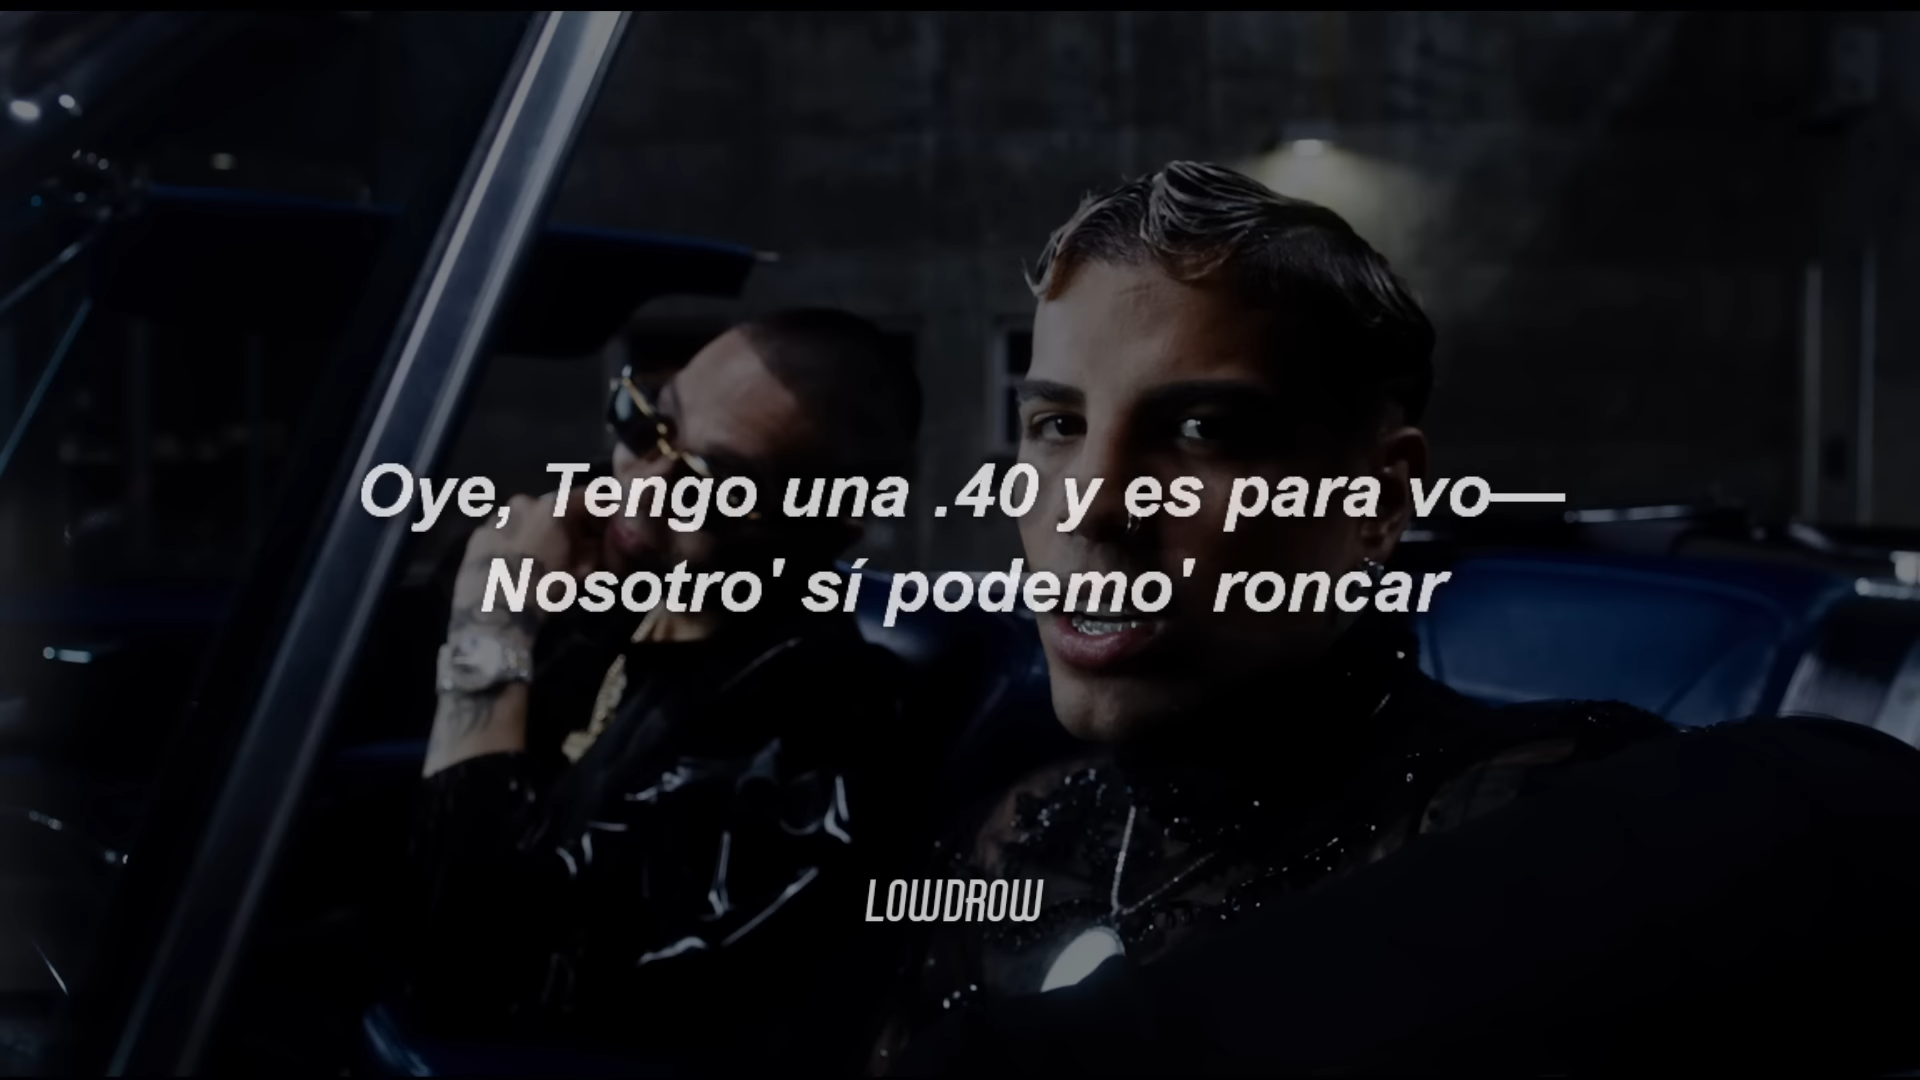 Oye, Tengo una .40 y es para vo—
Nosotro' sí podemo' roncar
LOWDROW